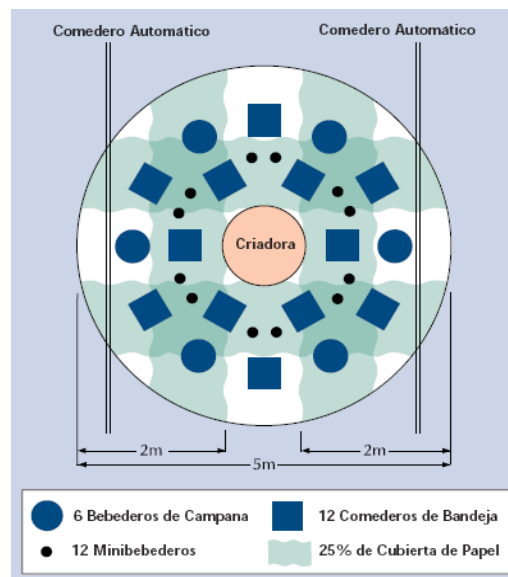 Comedero Automático
Comedero Automático
Criadora
2m
2m
5m
6 Bebederos de Campana
12 Comederos de Bandeja
12 Minibebederos
25% de Cubierta de Papel